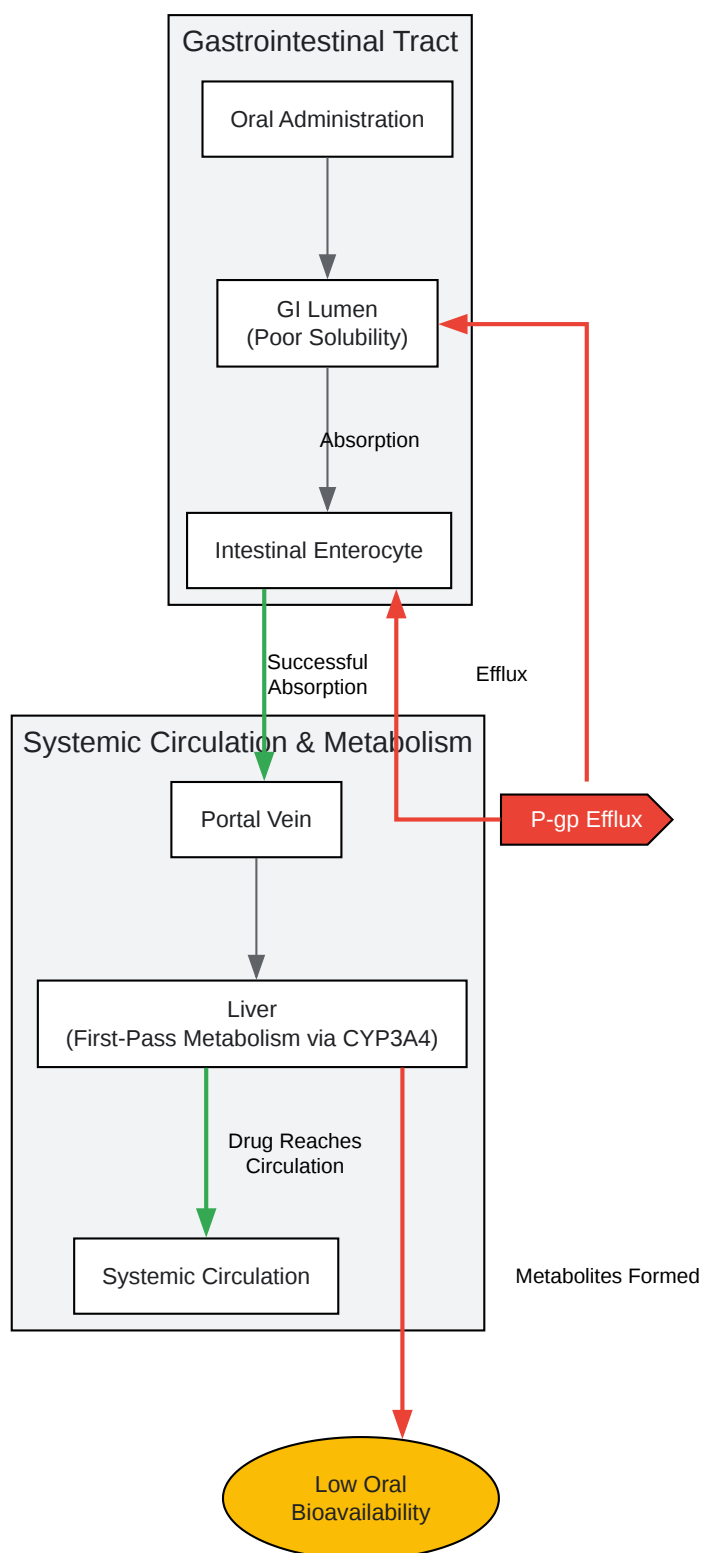 Gastrointestinal Tract
Oral Administration
GI Lumen
(Poor Solubility)
Absorption
Intestinal Enterocyte
Successful
Absorption
Efflux
Systemic Circulation & Metabolism
Portal Vein
P-gp Efflux
Liver
(First-Pass Metabolism via CYP3A4)
Drug Reaches
Circulation
Systemic Circulation
Metabolites Formed
Low Oral
Bioavailability